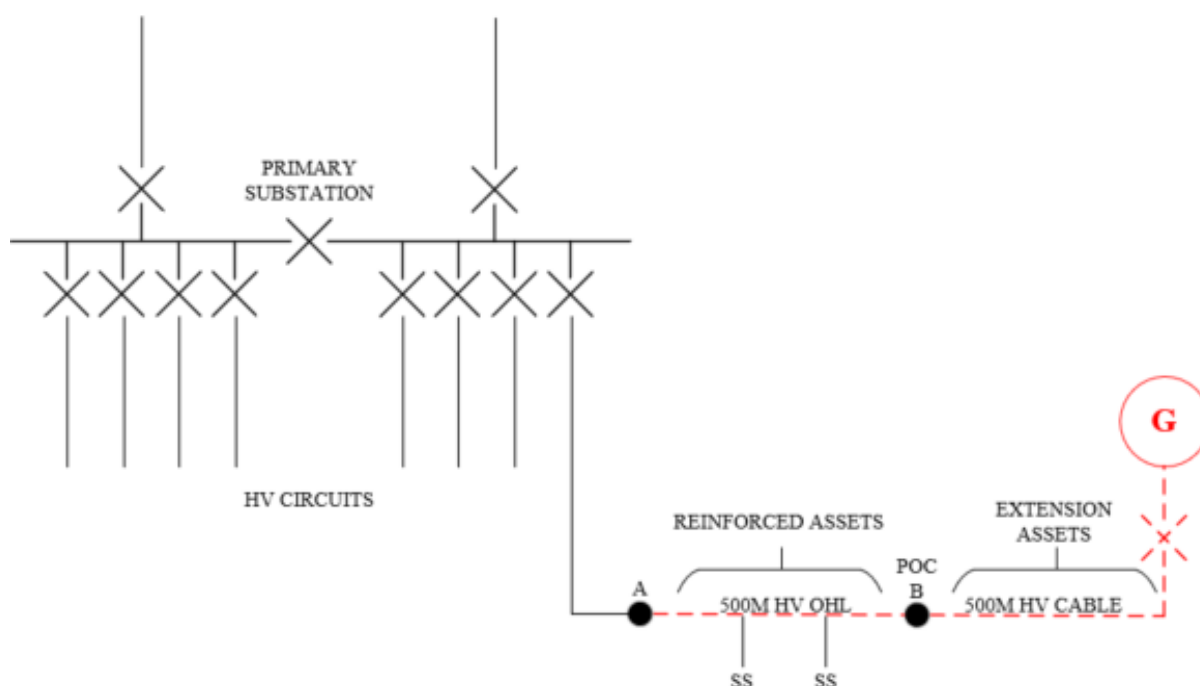 PRIMARY
SUBSTATION
HV CIRCUITS
REINFORCED ASSETS
EXTENSION
ASSETS
G
A
500M HV OHL
POC
B
500M HV CABLE
SS
SS